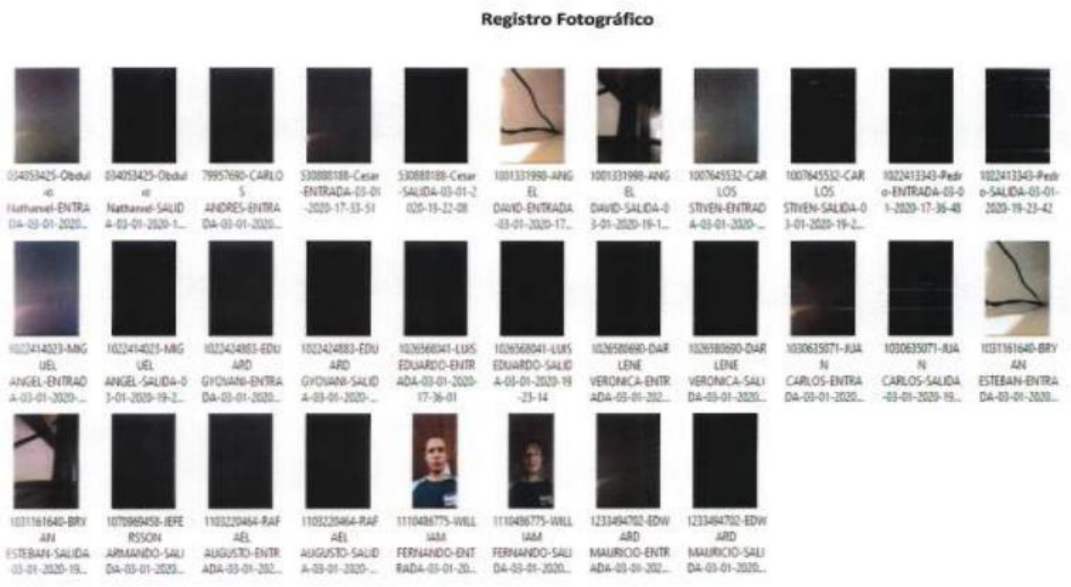 Registro Fotográfico
034053425-Obdul
io
Nathaniel-ENTRA
DA-03-01-2020...
034053425-Obdul
io
Nathaniel-SALID
A-03-01-2020-1...
79957690-CARLO
S
ANDRES-ENTRA
DA-03-01-2020...
530888188-Cesar
-ENTRADA-03-01
-2020-17-33-51
530888188-Cesar
-SALIDA-03-01-2
020-19-22-08
1001331998-ANG
EL
DAVID-ENTRADA
-03-01-2020-17...
1001331998-ANG
EL
DAVID-SALIDA-0
3-01-2020-19-1...
1007645532-CAR
LOS
STIVEN-ENTRAD
A-03-01-2020-...
1007645532-CAR
LOS
STIVEN-SALIDA-0
3-01-2020-19-2...
1022413343-Pedr
o-ENTRADA-03-0
1-2020-17-36-48
1022413343-Pedr
o-SALIDA-03-01-
2020-19-23-42
1022414023-MIG
UEL
ANGEL-ENTRAD
A-03-01-2020-...
1022414023-MIG
UEL
ANGEL-SALIDA-0
3-01-2020-19-2...
1022424883-EDU
ARD
GYOVANI-ENTRA
DA-03-01-2020...
1022424883-EDU
ARD
GYOVANI-SALID
A-03-01-2020-...
1026568041-LUIS
EDUARDO-ENTR
ADA-03-01-2020-
17-36-01
1026568041-LUIS
EDUARDO-SALID
A-03-01-2020-19
-23-14
1026580690-DAR
LENE
VERONICA-ENTR
ADA-03-01-202...
1026580690-DAR
LENE
VERONICA-SALI
DA-03-01-2020...
1030635071-JUA
N
CARLOS-ENTRA
DA-03-01-2020...
1030635071-JUA
N
CARLOS-SALIDA
-03-01-2020-19...
1031161640-BRY
AN
ESTEBAN-ENTRA
DA-03-01-2020...
1031161640-BRY
AN
ESTEBAN-SALIDA
-03-01-2020-19...
1070969458-JEFE
RSSON
ARMANDO-SALI
DA-03-01-2020...
1103220464-RAF
AEL
AUGUSTO-ENTR
ADA-03-01-202...
1103220464-RAF
AEL
AUGUSTO-SALID
A-03-01-2020-...
1110486775-WILL
IAM
FERNANDO-ENT
RADA-03-01-20...
1110486775-WILL
IAM
FERNANDO-SALI
DA-03-01-2020...
1233494702-EDW
ARD
MAURICIO-ENTR
ADA-03-01-202...
1233494702-EDW
ARD
MAURICIO-SALI
DA-03-01-2020...